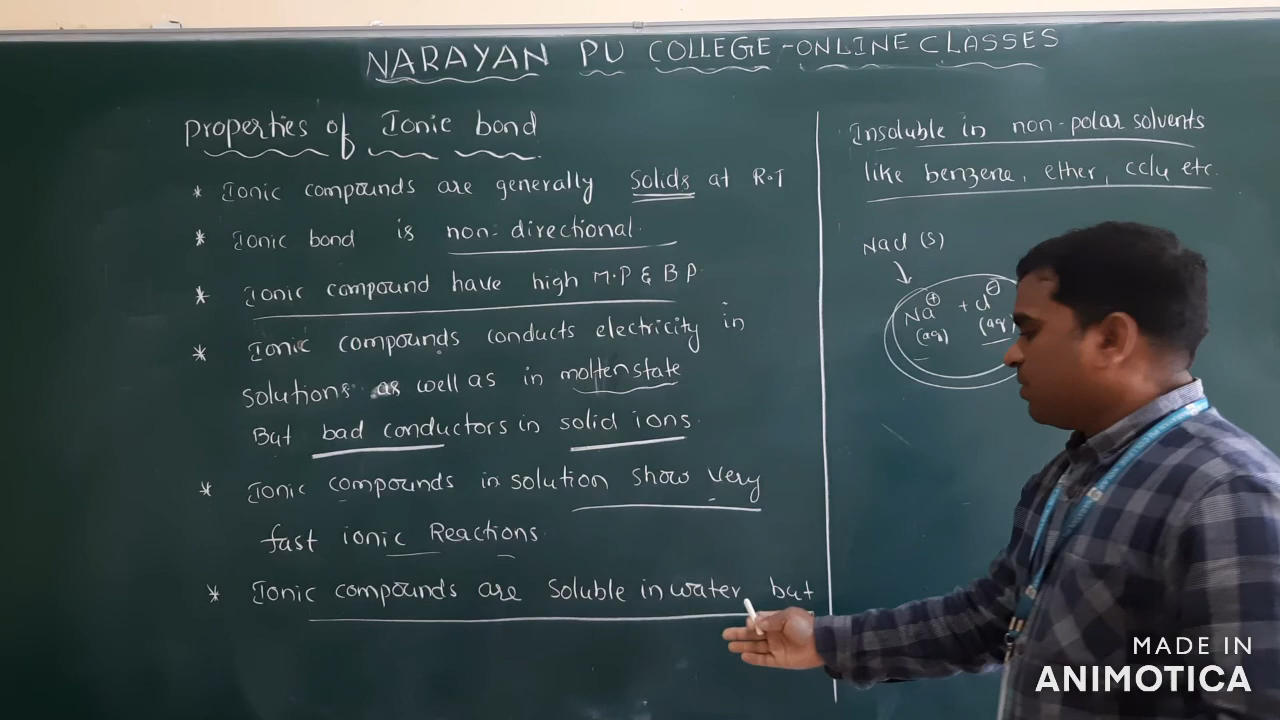 NARAYAN PU COLLEGE-ONLINE CLASSES
Properties of Ionic bond
* Ionic compounds are generally Solids at R.T
* Ionic bond is non-directional.
* Ionic compound have high M.P & B P.
* Ionic compounds conducts electricity in
solutions as well as in molten state
But bad conductors in solid ions.
* Ionic compounds in solution show very
fast ionic Reactions.
* Ionic compounds are soluble in water, but
Insoluble in non-polar solvents
like benzene, ether, ccl4 etc.
Nacl (s)
Na⊕ + cl⊖
(aq) (aq)
MADE IN
ANIMOTICA